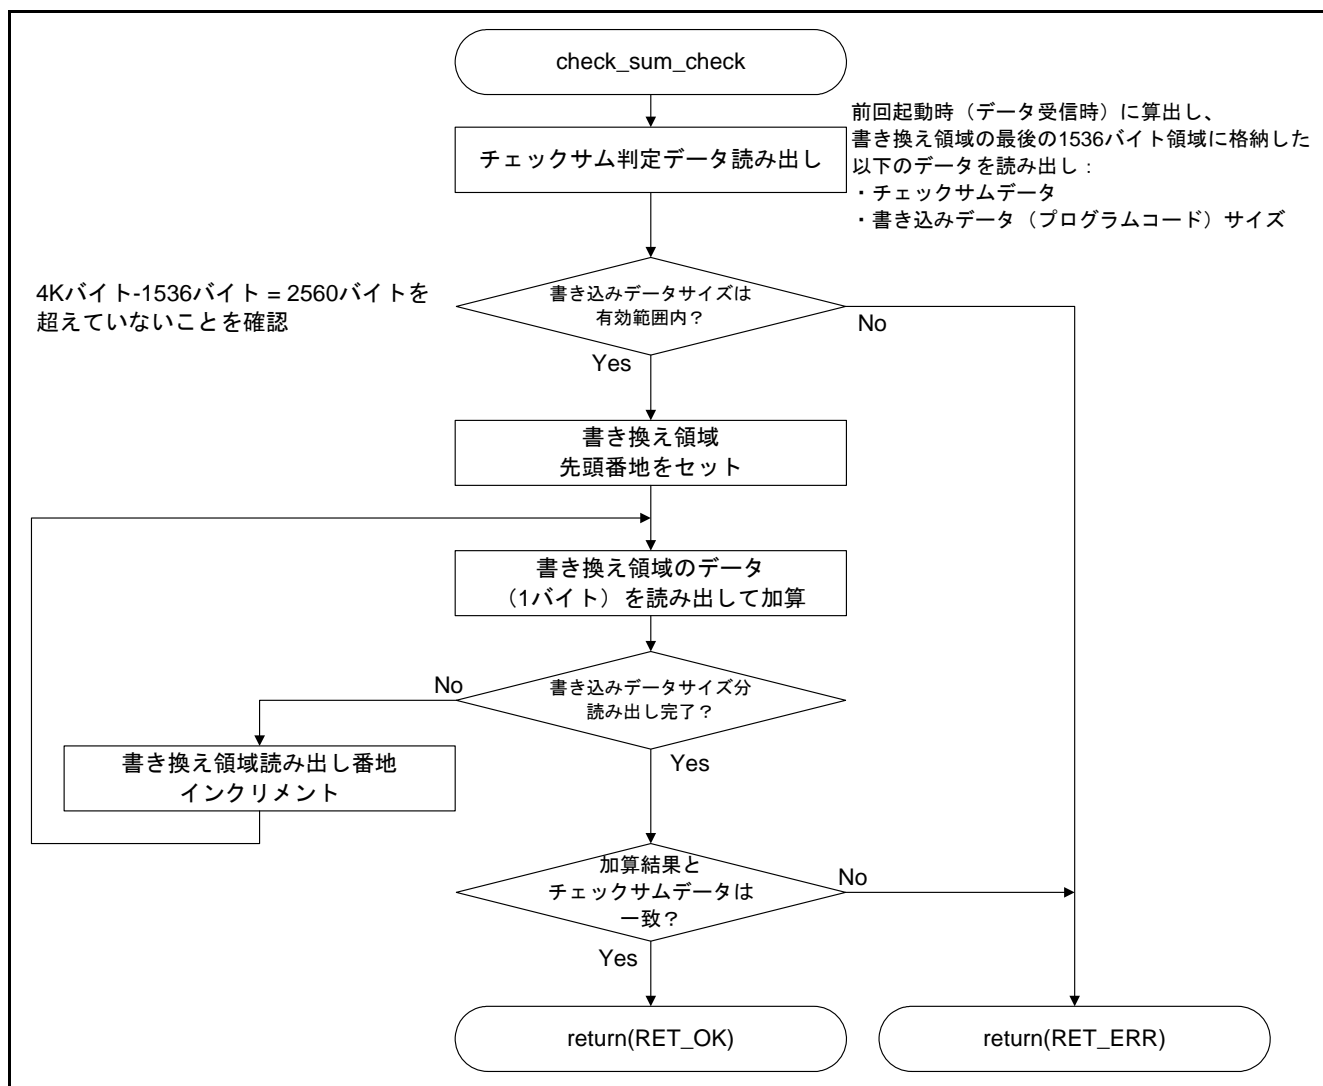 check_sum_check
チェックサム判定データ読み出し
前回起動時（データ受信時）に算出し、
書き換え領域の最後の1536バイト領域に格納した
以下のデータを読み出し：
・チェックサムデータ
・書き込みデータ（プログラムコード）サイズ
4Kバイト-1536バイト = 2560バイトを
超えていないことを確認
書き込みデータサイズは
有効範囲内？
No
Yes
書き換え領域
先頭番地をセット
書き換え領域のデータ
（1バイト）を読み出して加算
No
書き込みデータサイズ分
読み出し完了？
Yes
書き換え領域読み出し番地
インクリメント
加算結果と
チェックサムデータは
一致？
No
Yes
return(RET_OK)
return(RET_ERR)